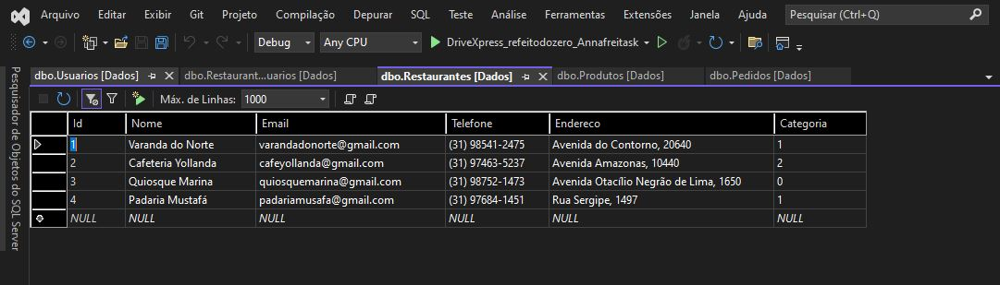 Arquivo Editar Exibir Git Projeto Compilação Depurar SQL Teste Análise Ferramentas Extensões Janela Ajuda Pesquisar (Ctrl+Q)
Debug Any CPU DriveXpress_refeitodozero_Annafreitask
Pesquisador de Objetos do SQL Server
dbo.Usuarios [Dados] dbo.Restaurant...uarios [Dados] dbo.Restaurantes [Dados] dbo.Produtos [Dados] dbo.Pedidos [Dados]
Máx. de Linhas: 1000
Id Nome Email Telefone Endereco Categoria
1 Varanda do Norte varandadonorte@gmail.com (31) 98541-2475 Avenida do Contorno, 20640 1
2 Cafeteria Yollanda cafeyollanda@gmail.com (31) 97463-5237 Avenida Amazonas, 10440 2
3 Quiosque Marina quiosquemarina@gmail.com (31) 98752-1473 Avenida Otacílio Negrão de Lima, 1650 0
4 Padaria Mustafá padariamusafa@gmail.com (31) 97684-1451 Rua Sergipe, 1497 1
NULL NULL NULL NULL NULL NULL